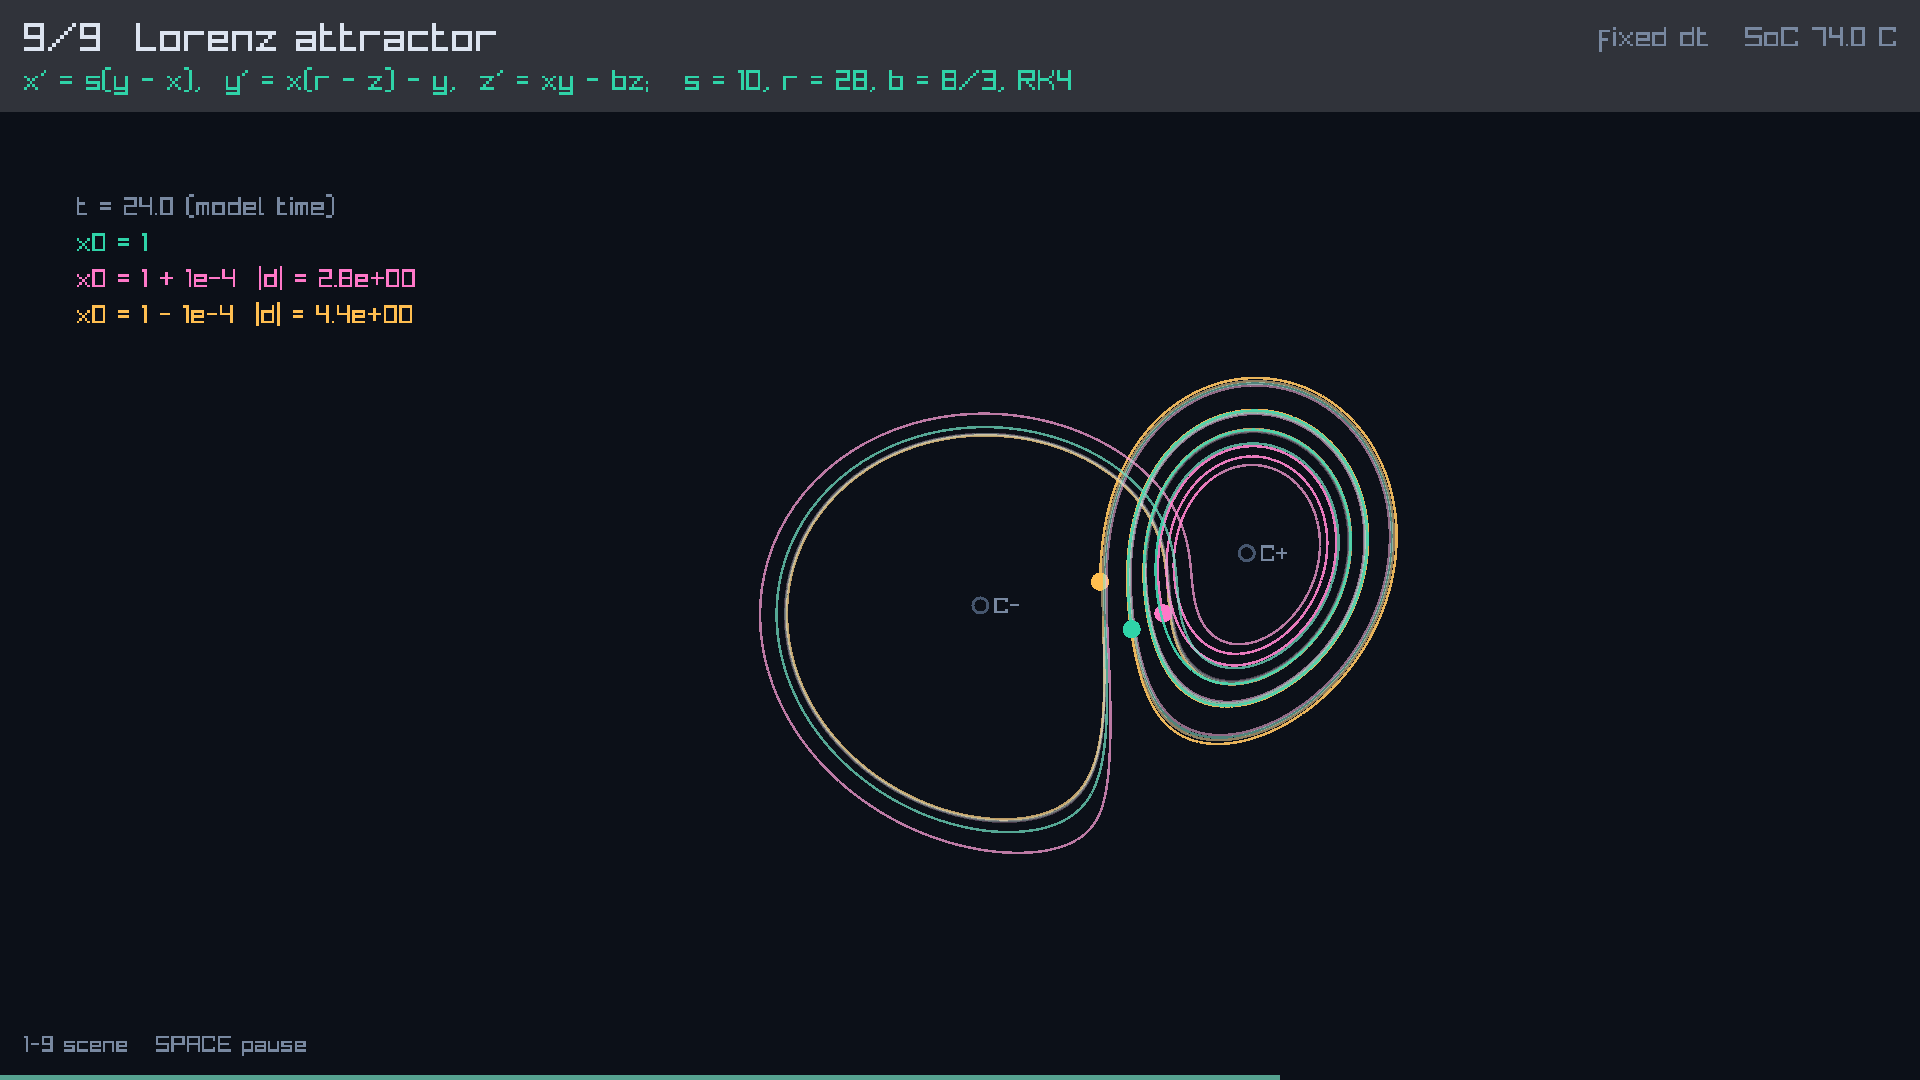 9/9 Lorenz attractor
Fixed dt SoC 74.0 C
x' = s(y - x), y' = x(r - z) - y, z' = xy - bz; s = 10, r = 28, b = 8/3, RK4
t = 24.0 (model time)
x0 = 1
x0 = 1 + 1e-4 |d| = 2.8e+00
x0 = 1 - 1e-4 |d| = 4.4e+00
C+
C-
1-9 scene SPACE pause